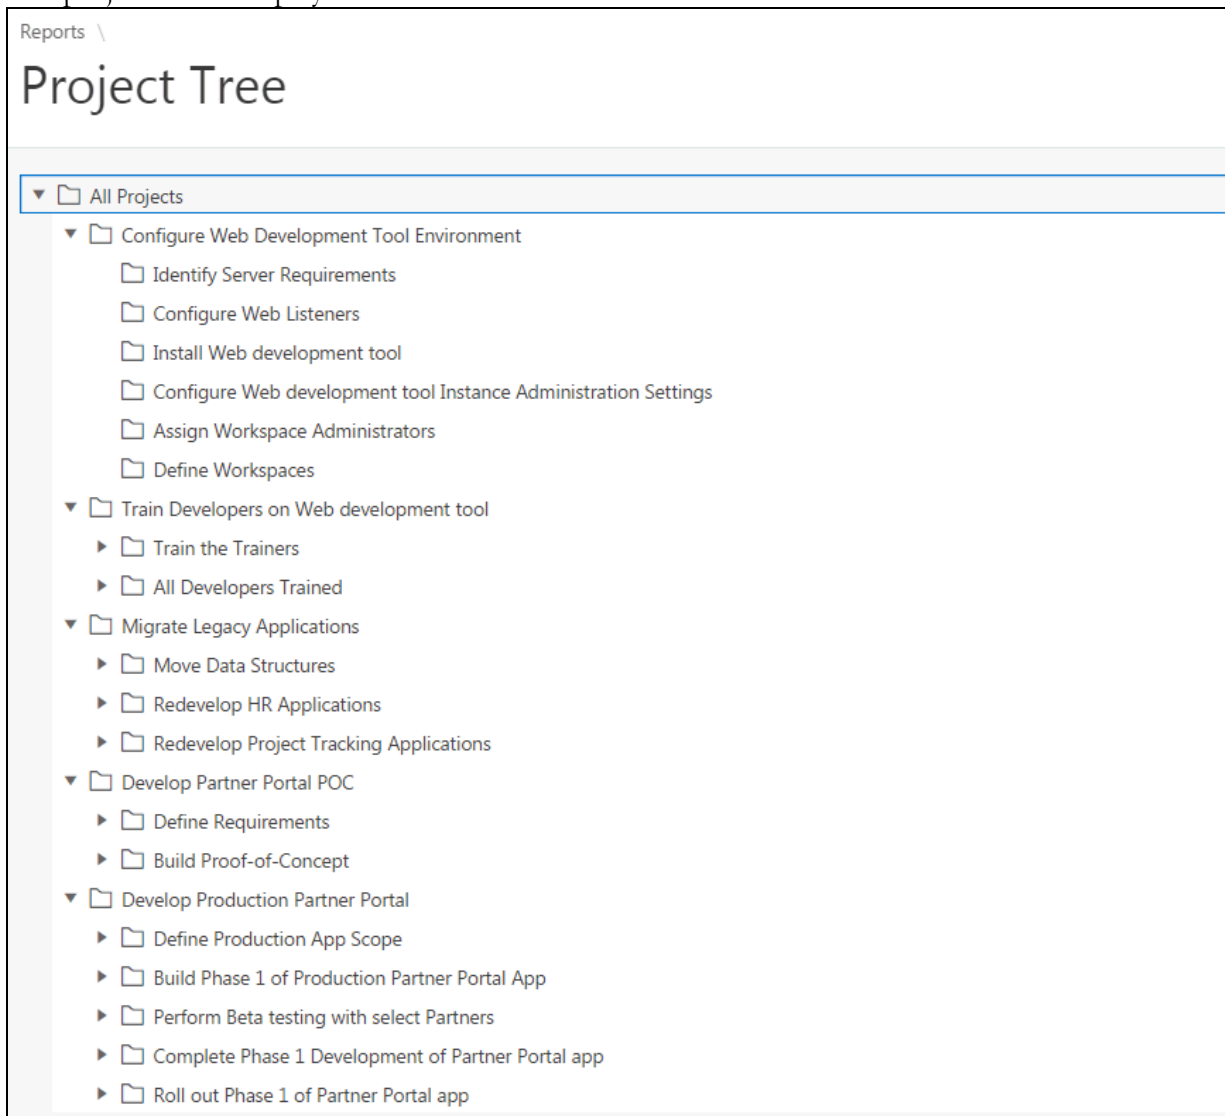 Reports \
Project Tree
All Projects
Configure Web Development Tool Environment
Identify Server Requirements
Configure Web Listeners
Install Web development tool
Configure Web development tool Instance Administration Settings
Assign Workspace Administrators
Define Workspaces
Train Developers on Web development tool
Train the Trainers
All Developers Trained
Migrate Legacy Applications
Move Data Structures
Redevelop HR Applications
Redevelop Project Tracking Applications
Develop Partner Portal POC
Define Requirements
Build Proof-of-Concept
Develop Production Partner Portal
Define Production App Scope
Build Phase 1 of Production Partner Portal App
Perform Beta testing with select Partners
Complete Phase 1 Development of Partner Portal app
Roll out Phase 1 of Partner Portal app